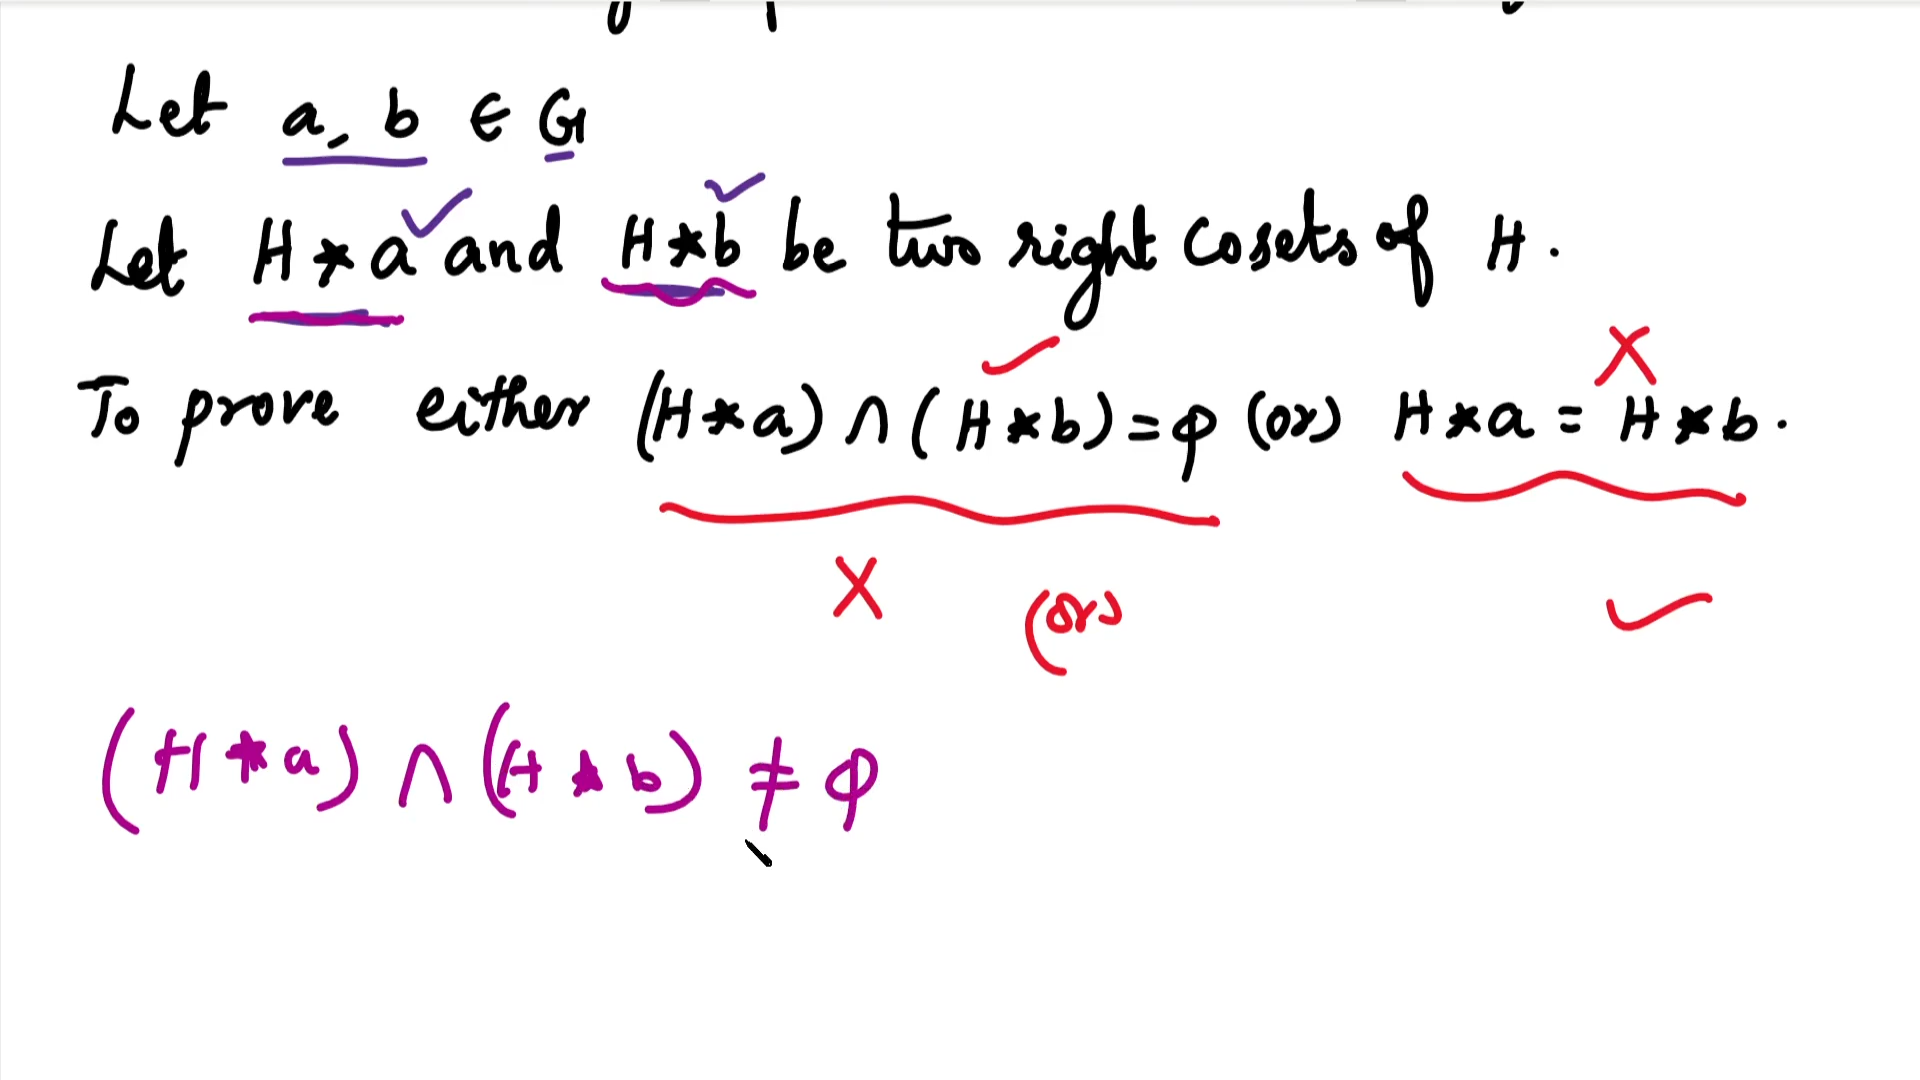 Let a, b ∈ G
Let H ★ a and H ★ b be two right cosets of H.
To prove either (H ★ a) ∩ (H ★ b) = φ (or) H ★ a = H ★ b.
(or)
(H ★ a) ∩ (H ★ b) ≠ φ